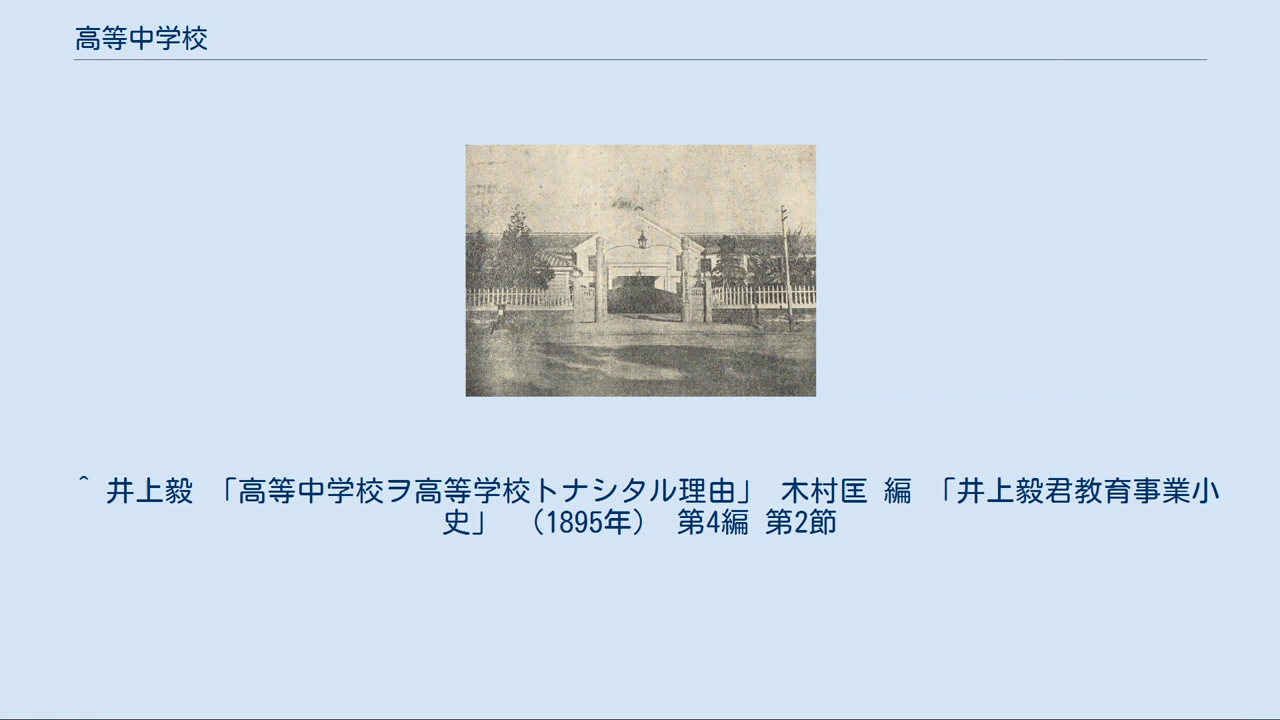 高等中学校
^ 井上毅 「高等中学校ヲ高等学校トナシタル理由」 木村匡 編 「井上毅君教育事業小
史」 （1895年） 第4編 第2節